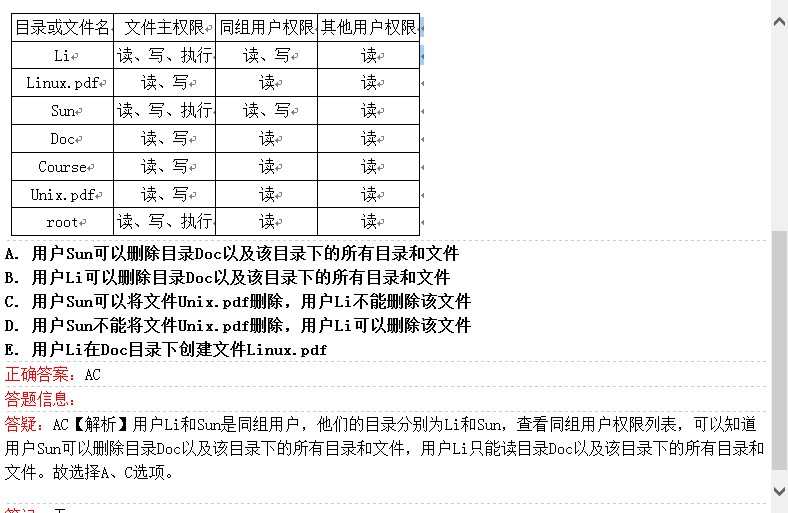 目录或文件名 文件主权限 同组用户权限 其他用户权限
Li 读、写、执行 读、写 读
Linux.pdf 读、写 读 读
Sun 读、写、执行 读、写 读
Doc 读、写 读 读
Course 读、写 读 读
Unix.pdf 读、写 读 读
root 读、写、执行 读 读
A. 用户Sun可以删除目录Doc以及该目录下的所有目录和文件
B. 用户Li可以删除目录Doc以及该目录下的所有目录和文件
C. 用户Sun可以将文件Unix.pdf删除，用户Li不能删除该文件
D. 用户Sun不能将文件Unix.pdf删除，用户Li可以删除该文件
E. 用户Li在Doc目录下创建文件Linux.pdf
正确答案：AC
答题信息：
答疑：AC【解析】用户Li和Sun是同组用户，他们的目录分别为Li和Sun，查看同组用户权限列表，可以知道
用户Sun可以删除目录Doc以及该目录下的所有目录和文件，用户Li只能读目录Doc以及该目录下的所有目录和
文件。故选择A、C选项。